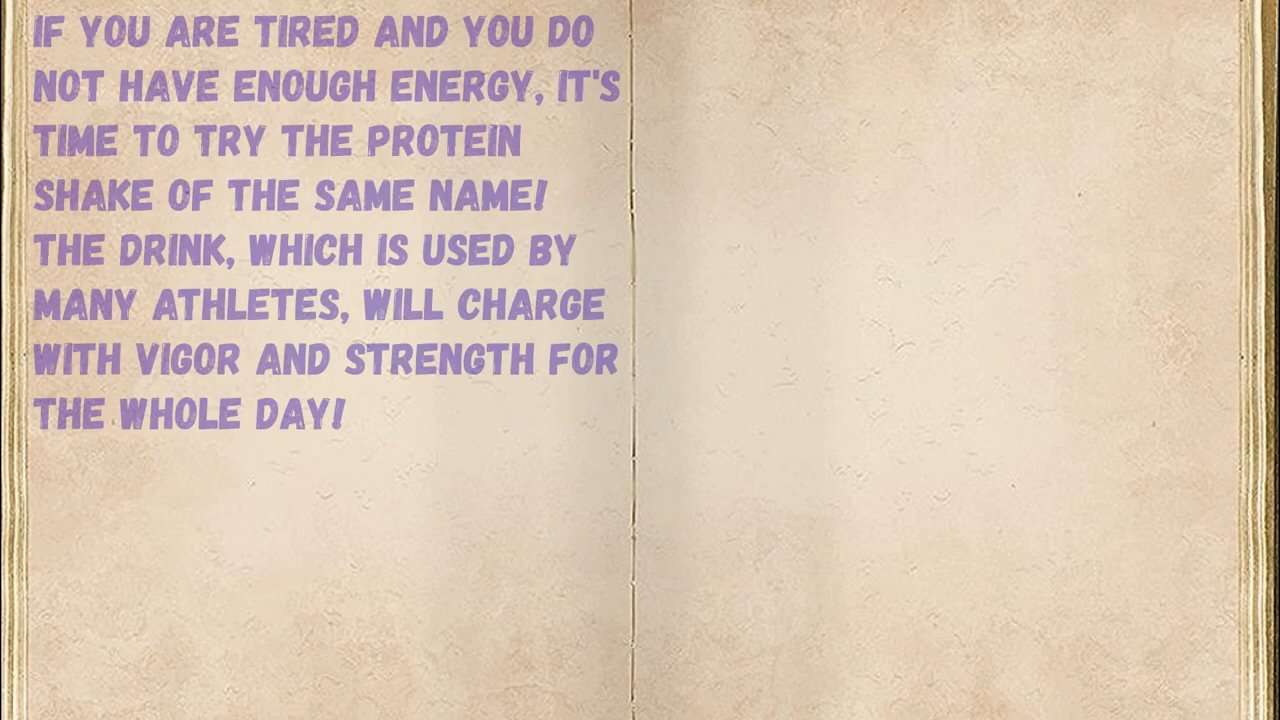 IF YOU ARE TIRED AND YOU DO
NOT HAVE ENOUGH ENERGY, IT'S
TIME TO TRY THE PROTEIN
SHAKE OF THE SAME NAME!
THE DRINK, WHICH IS USED BY
MANY ATHLETES, WILL CHARGE
WITH VIGOR AND STRENGTH FOR
THE WHOLE DAY!